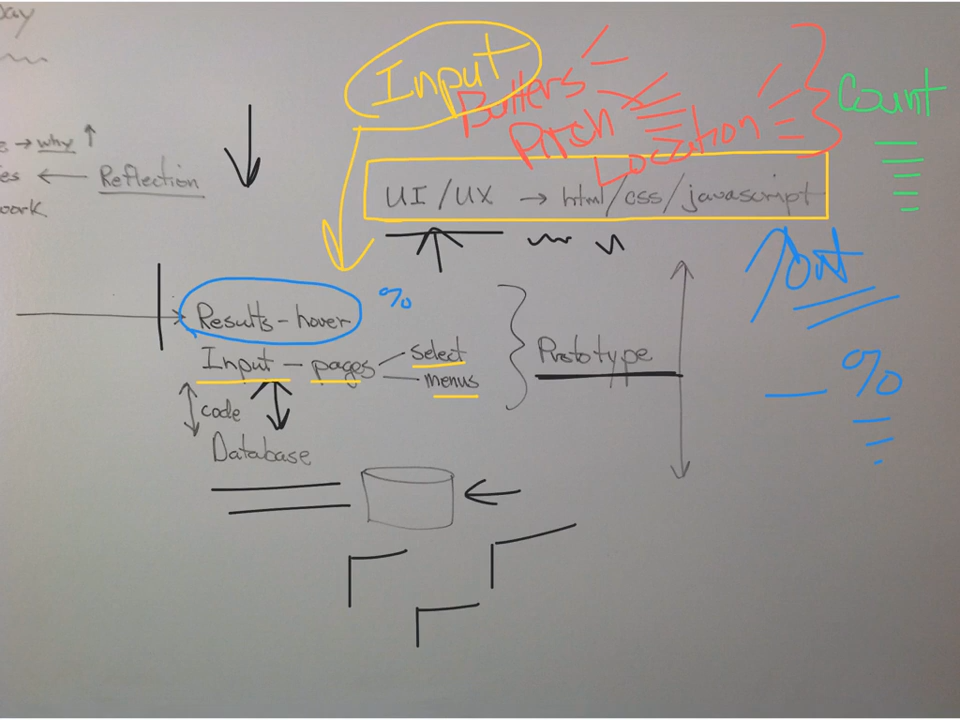 Input
Batters
Pitch
Location
Count
→ why ↑
← Reflection
work
UI / UX → html/css/javascript
Out
Results - hover
%
Input - pages
select
menus
Prototype
code
Database
%